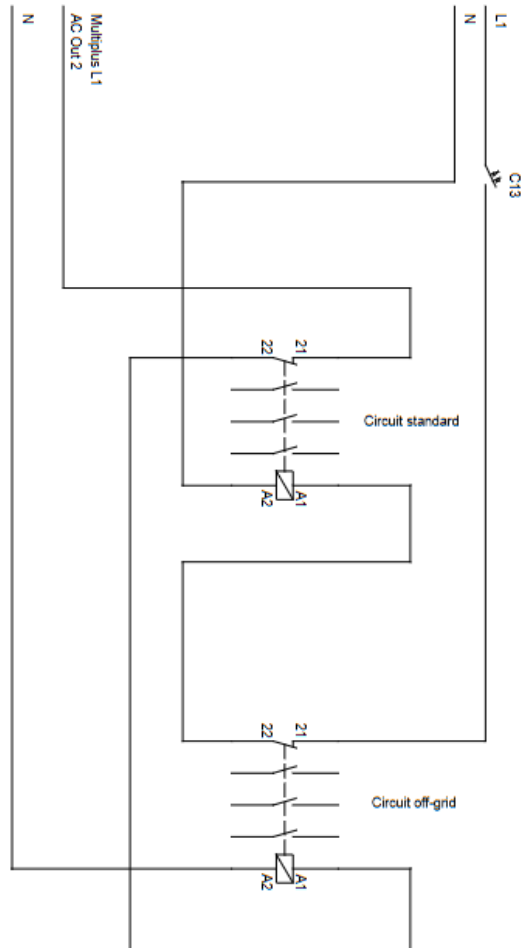 L1
N
Multiplus L1
AC Out 2
N
C13
21
22
Circuit standard
A1
A2
21
22
Circuit off-grid
A1
A2